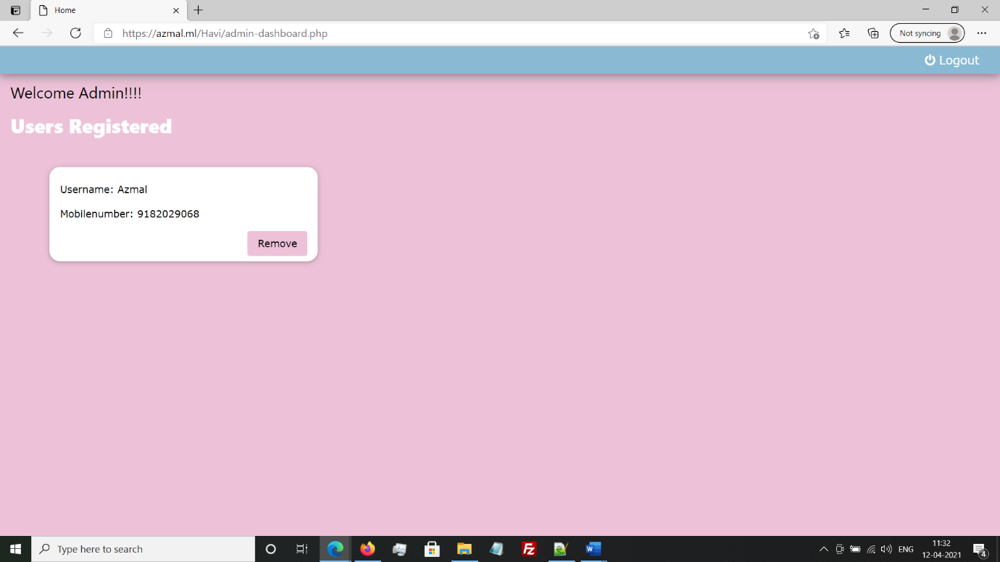 Home
https://azmal.ml/Havi/admin-dashboard.php
Not syncing
Logout
Welcome Admin!!!!
Users Registered
Username: Azmal
Mobilenumber: 9182029068
Remove
Type here to search
ENG
11:32
12-04-2021
4